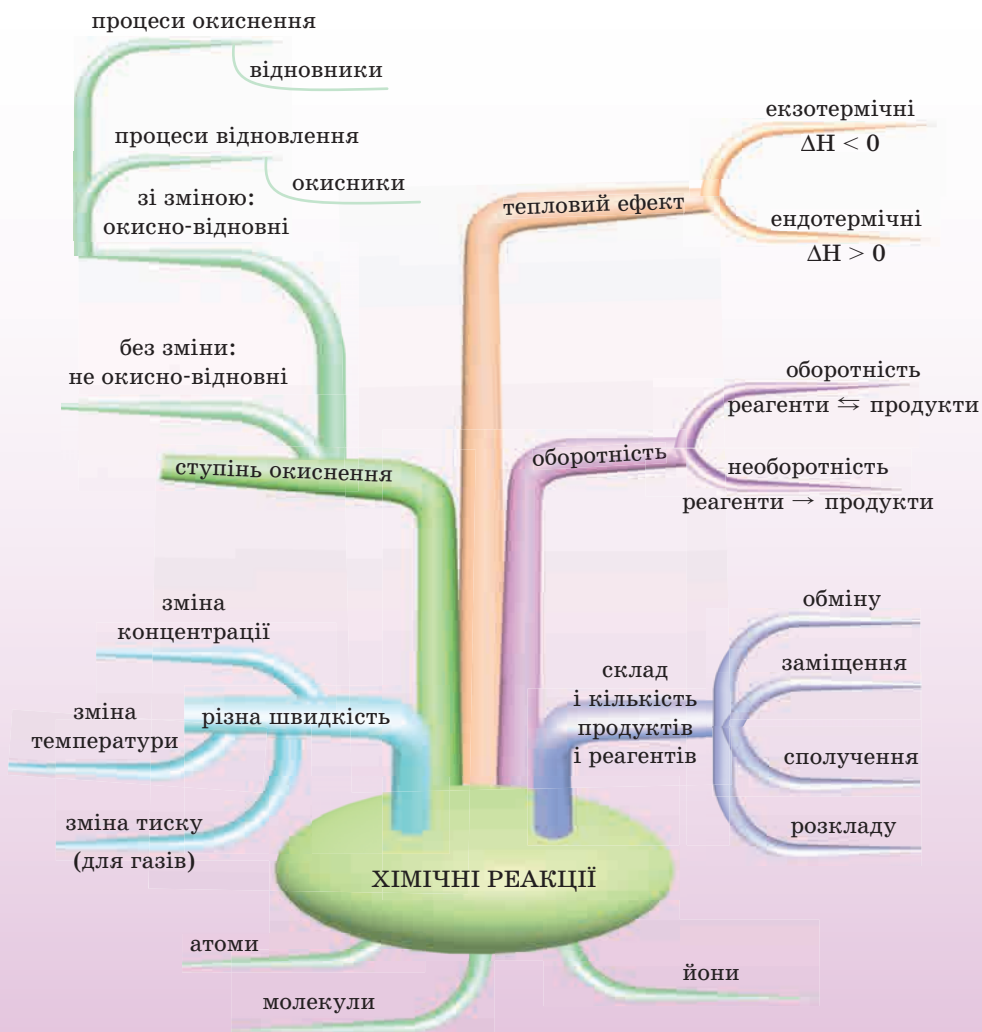 процеси окиснення
відновники
процеси відновлення
окисники
зі зміною:
окисно-відновні
без зміни:
не окисно-відновні
ступінь окиснення
екзотермічні
ΔH < 0
тепловий ефект
ендотермічні
ΔH > 0
оборотність
реагенти ⇆ продукти
оборотність
необоротність
реагенти → продукти
зміна
концентрації
різна швидкість
зміна
температури
зміна тиску
(для газів)
обміну
заміщення
склад
і кількість
продуктів
і реагентів
сполучення
розкладу
ХІМІЧНІ РЕАКЦІЇ
атоми
молекули
йони